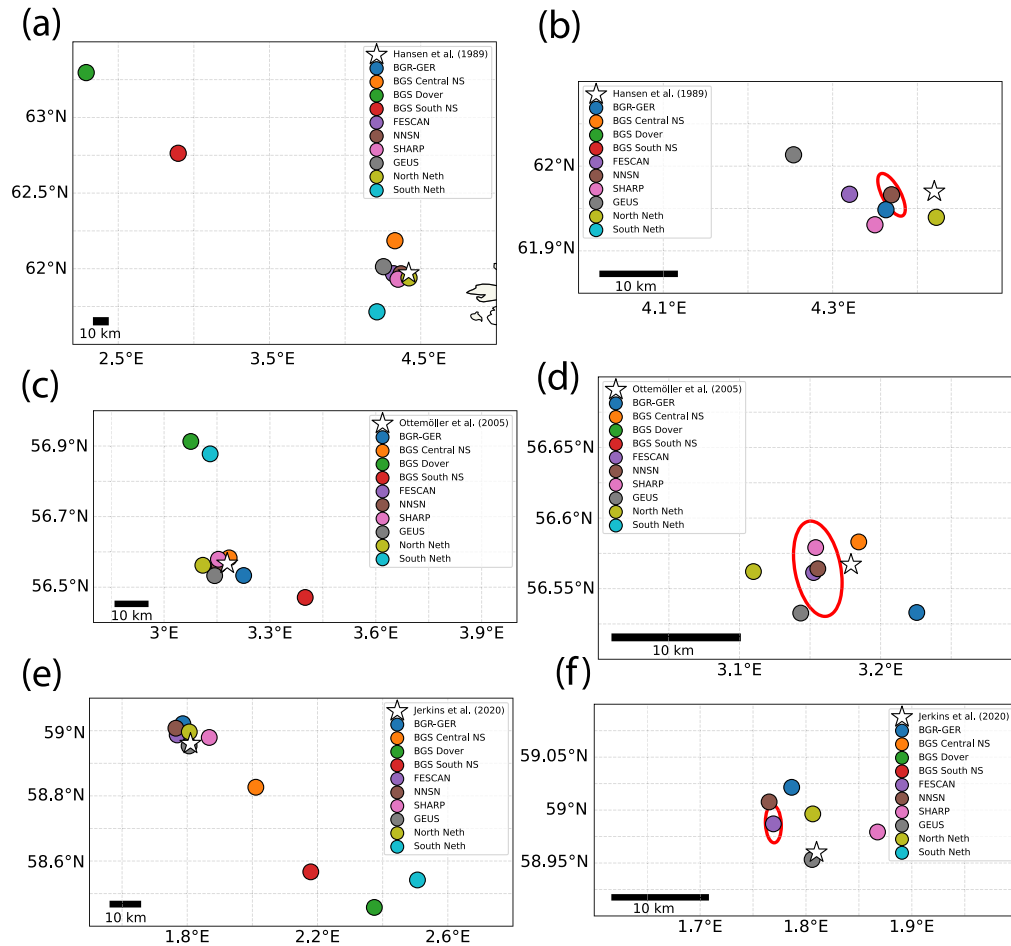 (a)
Hansen et al. (1989)
BGR-GER
BGS Central NS
BGS Dover
BGS South NS
FESCAN
NNSN
SHARP
GEUS
North Neth
South Neth
63°N
62.5°N
62°N
10 km
2.5°E 3.5°E 4.5°E
(b)
Hansen et al. (1989)
BGR-GER
BGS Central NS
BGS Dover
BGS South NS
FESCAN
NNSN
SHARP
GEUS
North Neth
South Neth
62°N
61.9°N
10 km
4.1°E 4.3°E
(c)
Ottemöller et al. (2005)
BGR-GER
BGS Central NS
BGS Dover
BGS South NS
FESCAN
NNSN
SHARP
GEUS
North Neth
South Neth
56.9°N
56.7°N
56.5°N
10 km
3°E 3.3°E 3.6°E 3.9°E
(d)
Ottemöller et al. (2005)
BGR-GER
BGS Central NS
BGS Dover
BGS South NS
FESCAN
NNSN
SHARP
GEUS
North Neth
South Neth
56.65°N
56.6°N
56.55°N
10 km
3.1°E 3.2°E
(e)
Jerkins et al. (2020)
BGR-GER
BGS Central NS
BGS Dover
BGS South NS
FESCAN
NNSN
SHARP
GEUS
North Neth
South Neth
59°N
58.8°N
58.6°N
10 km
1.8°E 2.2°E 2.6°E
(f)
Jerkins et al. (2020)
BGR-GER
BGS Central NS
BGS Dover
BGS South NS
FESCAN
NNSN
SHARP
GEUS
North Neth
South Neth
59.05°N
59°N
58.95°N
10 km
1.7°E 1.8°E 1.9°E